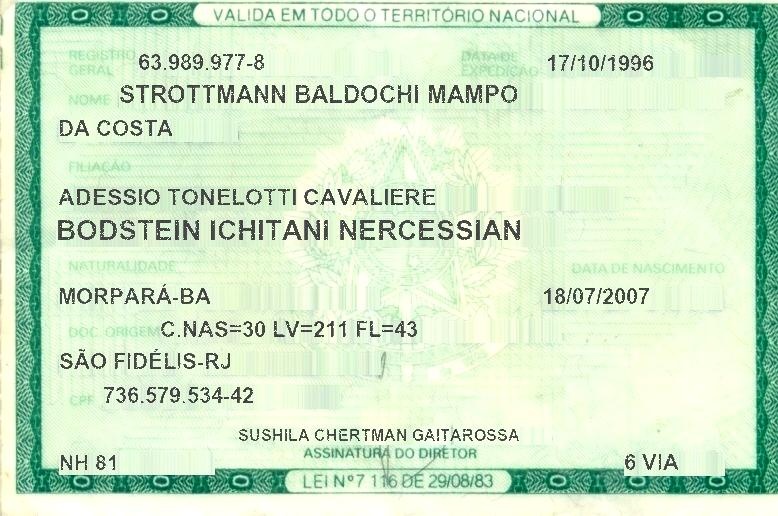 VALIDA EM TODO O TERRITÓRIO NACIONAL
REGISTRO GERAL 63.989.977-8 DATA DE EXPEDIÇÃO 17/10/1996
NOME STROTTMANN BALDOCHI MAMPO
DA COSTA
FILIAÇÃO
ADESSIO TONELOTTI CAVALIERE
BODSTEIN ICHITANI NERCESSIAN
NATURALIDADE DATA DE NASCIMENTO
MORPARÁ-BA 18/07/2007
DOC. ORIGEM C.NAS=30 LV=211 FL=43
SÃO FIDÉLIS-RJ
CPF 736.579.534-42
SUSHILA CHERTMAN GAITAROSSA
ASSINATURA DO DIRETOR
NH 81 6 VIA
LEI Nº 7 116 DE 29/08/83